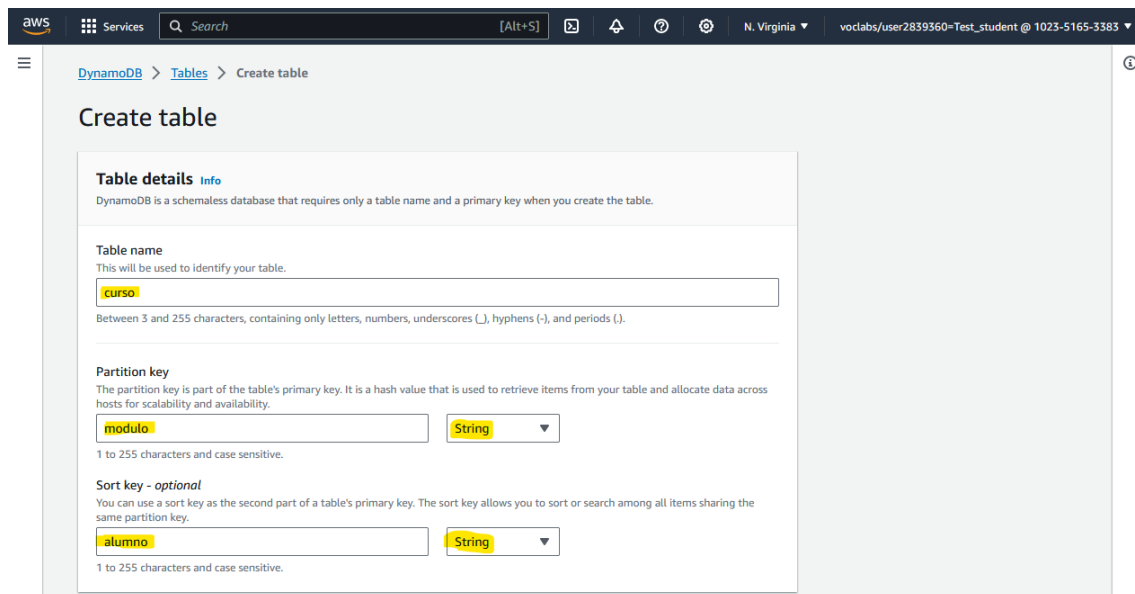 aws
Services
Search [Alt+S]
N. Virginia
voclabs/user2839360=Test_student @ 1023-5165-3383
DynamoDB > Tables > Create table
Create table
Table details Info
DynamoDB is a schemaless database that requires only a table name and a primary key when you create the table.
Table name
This will be used to identify your table.
curso
Between 3 and 255 characters, containing only letters, numbers, underscores (_), hyphens (-), and periods (.).
Partition key
The partition key is part of the table's primary key. It is a hash value that is used to retrieve items from your table and allocate data across
hosts for scalability and availability.
modulo String
1 to 255 characters and case sensitive.
Sort key - optional
You can use a sort key as the second part of a table's primary key. The sort key allows you to sort or search among all items sharing the
same partition key.
alumno String
1 to 255 characters and case sensitive.